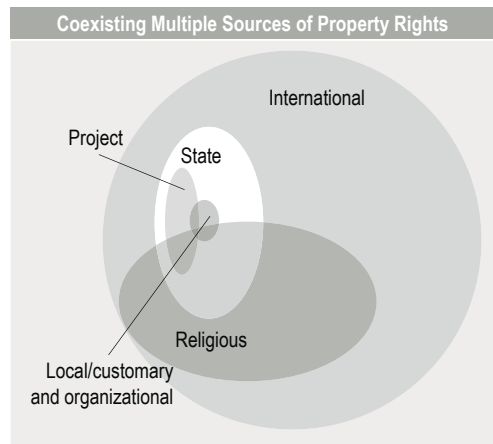 Coexisting Multiple Sources of Property Rights
International
Project
State
Religious
Local/customary
and organizational